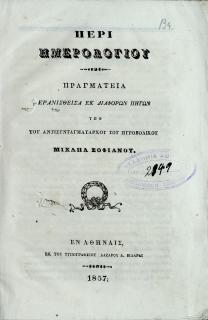 ΠΕΡΙ
ΗΜΕΡΟΛΟΓΙΟΥ
ΠΡΑΓΜΑΤΕΙΑ
ΕΡΑΝΙΣΘΕΙΣΑ ΕΚ ΔΙΑΦΟΡΩΝ ΠΗΓΩΝ
ΥΠΟ
ΤΟΥ ΑΝΤΙΣΥΝΤΑΓΜΑΤΑΡΧΟΥ ΤΟΥ ΠΥΡΟΒΟΛΙΚΟΥ
ΜΙΧΑΗΛ ΣΟΦΙΑΝΟΥ.
2849
ΕΝ ΑΘΗΝΑΙΣ,
ΕΚ ΤΟΥ ΤΥΠΟΓΡΑΦΕΙΟΥ ΛΑΖΑΡΟΥ Δ. ΒΙΛΑΡΑ
1857;